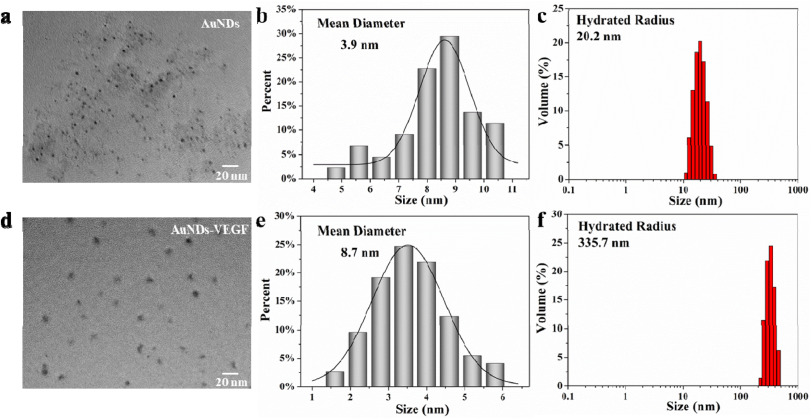 a
AuNDs
20 nm
b
Mean Diameter
3.9 nm
35%
30%
25%
20%
15%
10%
5%
0%
Percent
4 5 6 7 8 9 10 11
Size (nm)
c
Hydrated Radius
20.2 nm
25
20
15
10
5
0
Volume (%)
0.1 1 10 100 1000
Size (nm)
d
AuNDs-VEGF
20 nm
e
Mean Diameter
8.7 nm
30%
25%
20%
15%
10%
5%
0%
Percent
1 2 3 4 5 6
Size (nm)
f
Hydrated Radius
335.7 nm
30
25
20
15
10
5
0
Volume (%)
0.1 1 10 100 1000
Size (nm)